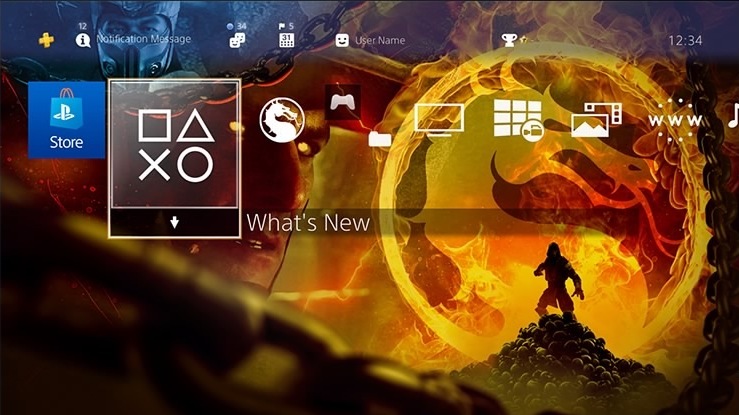 12
Notification Message
34
5
31
User Name
12:34
Store
What's New
www